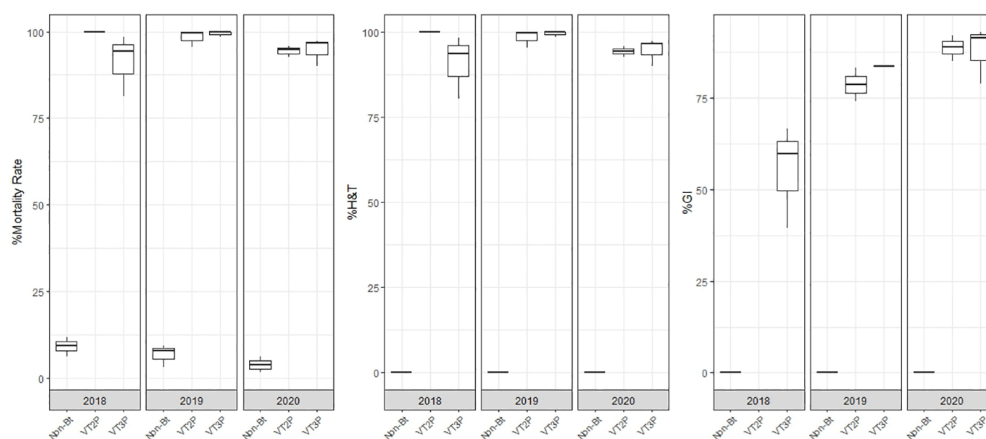 %Mortality Rate
100
75
50
25
0
2018
2019
2020
Non-Bt
VT2P
VT3P
Non-Bt
VT2P
VT3P
Non-Bt
VT2P
VT3P
%H&T
100
75
50
25
0
2018
2019
2020
Non-Bt
VT2P
VT3P
Non-Bt
VT2P
VT3P
Non-Bt
VT2P
VT3P
%GI
75
50
25
0
2018
2019
2020
Non-Bt
VT2P
VT3P
Non-Bt
VT2P
VT3P
Non-Bt
VT2P
VT3P